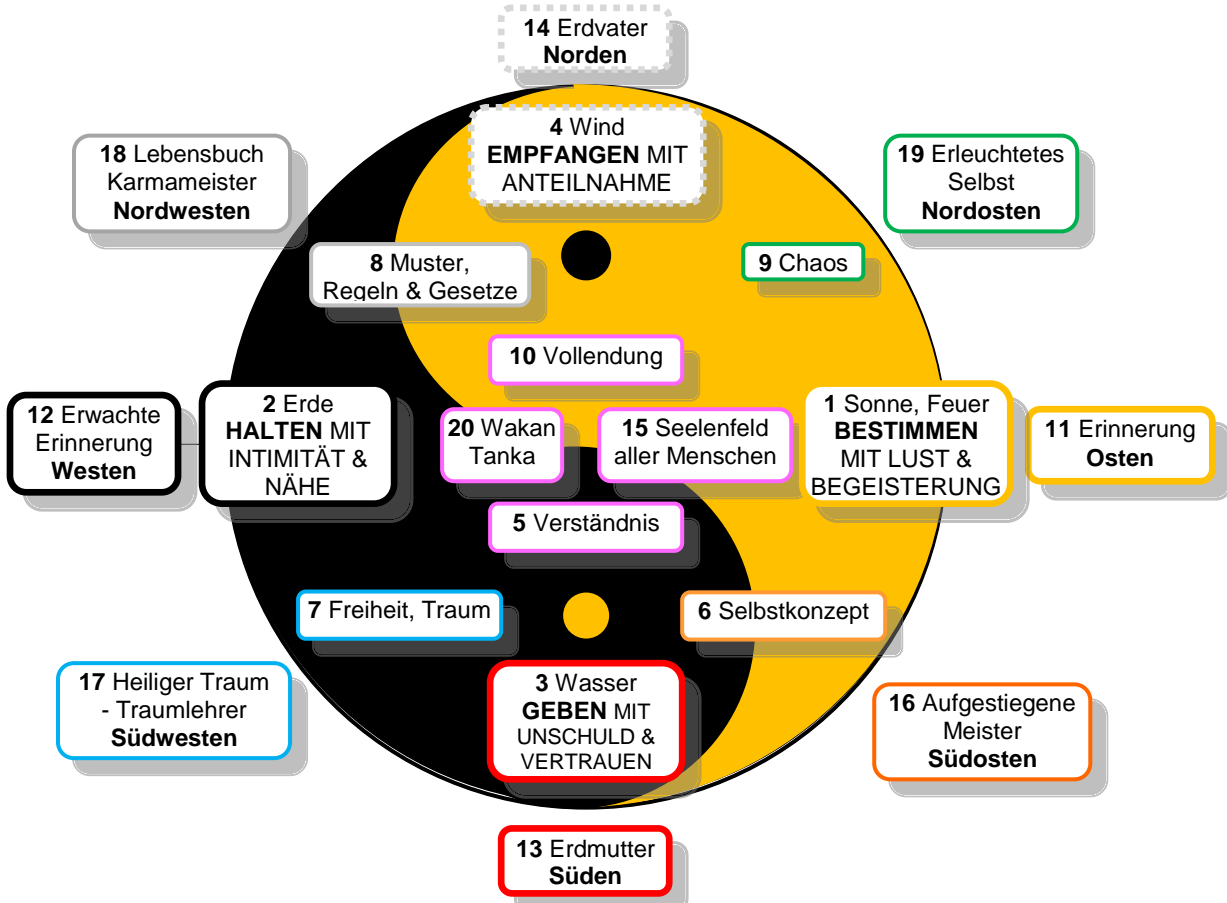 14 Erdvater
Norden
4 Wind
EMPFANGEN MIT
ANTEILNAHME
18 Lebensbuch
Karmameister
Nordwesten
19 Erleuchtetes
Selbst
Nordosten
8 Muster,
Regeln & Gesetze
9 Chaos
10 Vollendung
12 Erwachte
Erinnerung
Westen
2 Erde
HALTEN MIT
INTIMITÄT &
NÄHE
20 Wakan
Tanka
15 Seelenfeld
aller Menschen
1 Sonne, Feuer
BESTIMMEN
MIT LUST &
BEGEISTERUNG
11 Erinnerung
Osten
5 Verständnis
7 Freiheit, Traum
6 Selbstkonzept
17 Heiliger Traum
- Traumlehrer
Südwesten
3 Wasser
GEBEN MIT
UNSCHULD &
VERTRAUEN
16 Aufgestiegene
Meister
Südosten
13 Erdmutter
Süden